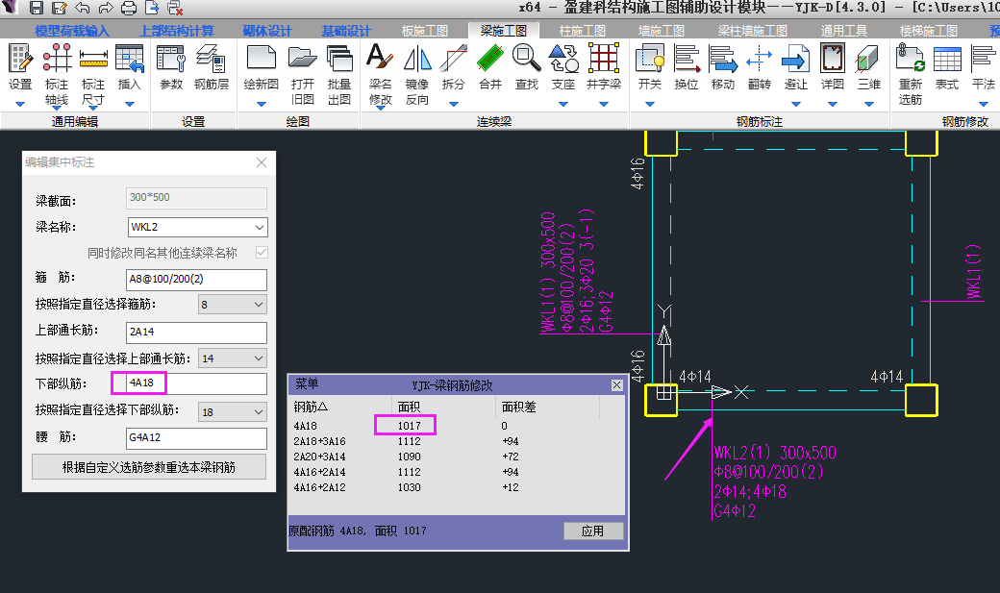 x64 - 盈建科结构施工图辅助设计模块---YJK-D[4.3.0] - [C:\Users\10
模型荷载输入 上部结构计算 砌体设计 基础设计 板施工图 梁施工图 柱施工图 墙施工图 梁柱墙施工图 通用工具 楼梯施工图 预
设置 标注轴线 标注尺寸 插入 参数 钢筋层 绘新图 打开旧图 批量出图 梁名修改 镜像反向 拆分 合并 查找 支座 井字梁 开关 换位 移动 翻转 避让 详图 三维 重新选筋 表式 平法
通用编辑 设置 绘图 连续梁 钢筋标注 钢筋修改
编辑集中标注
梁截面: 300*500
梁名称: WKL2
同时修改同名其他连续梁名称
箍 筋: A8@100/200(2)
按照指定直径选择箍筋: 8
上部通长筋: 2A14
按照指定直径选择上部通长筋: 14
下部纵筋: 4A18
按照指定直径选择下部纵筋: 18
腰 筋: G4A12
根据自定义选筋参数重选本梁钢筋
菜单 YJK-梁钢筋修改
钢筋△ 面积 面积差
4A18 1017 0
2A18+3A16 1112 +94
2A20+3A14 1090 +72
4A16+2A14 1112 +94
4A16+2A12 1030 +12
原配钢筋 4A18, 面积 1017
应用
4Φ16
WKL1(1) 300x500
Φ8@100/200(2)
2Φ16;3Φ20 3(-1)
G4Φ12
WKL1(1)
Y
4Φ16
4Φ14
4Φ14
X
WKL2(1) 300x500
Φ8@100/200(2)
2Φ14;4Φ18
G4Φ12